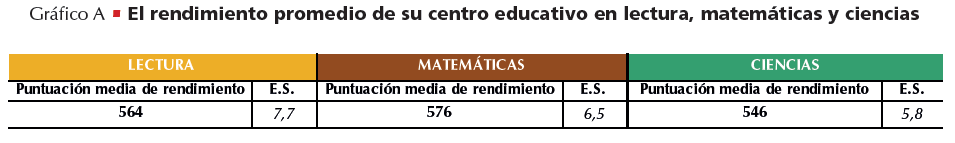 Gráfico A ▪ El rendimiento promedio de su centro educativo en lectura, matemáticas y ciencias
LECTURA MATEMÁTICAS CIENCIAS
Puntuación media de rendimiento E.S. Puntuación media de rendimiento E.S. Puntuación media de rendimiento E.S.
564 7,7 576 6,5 546 5,8